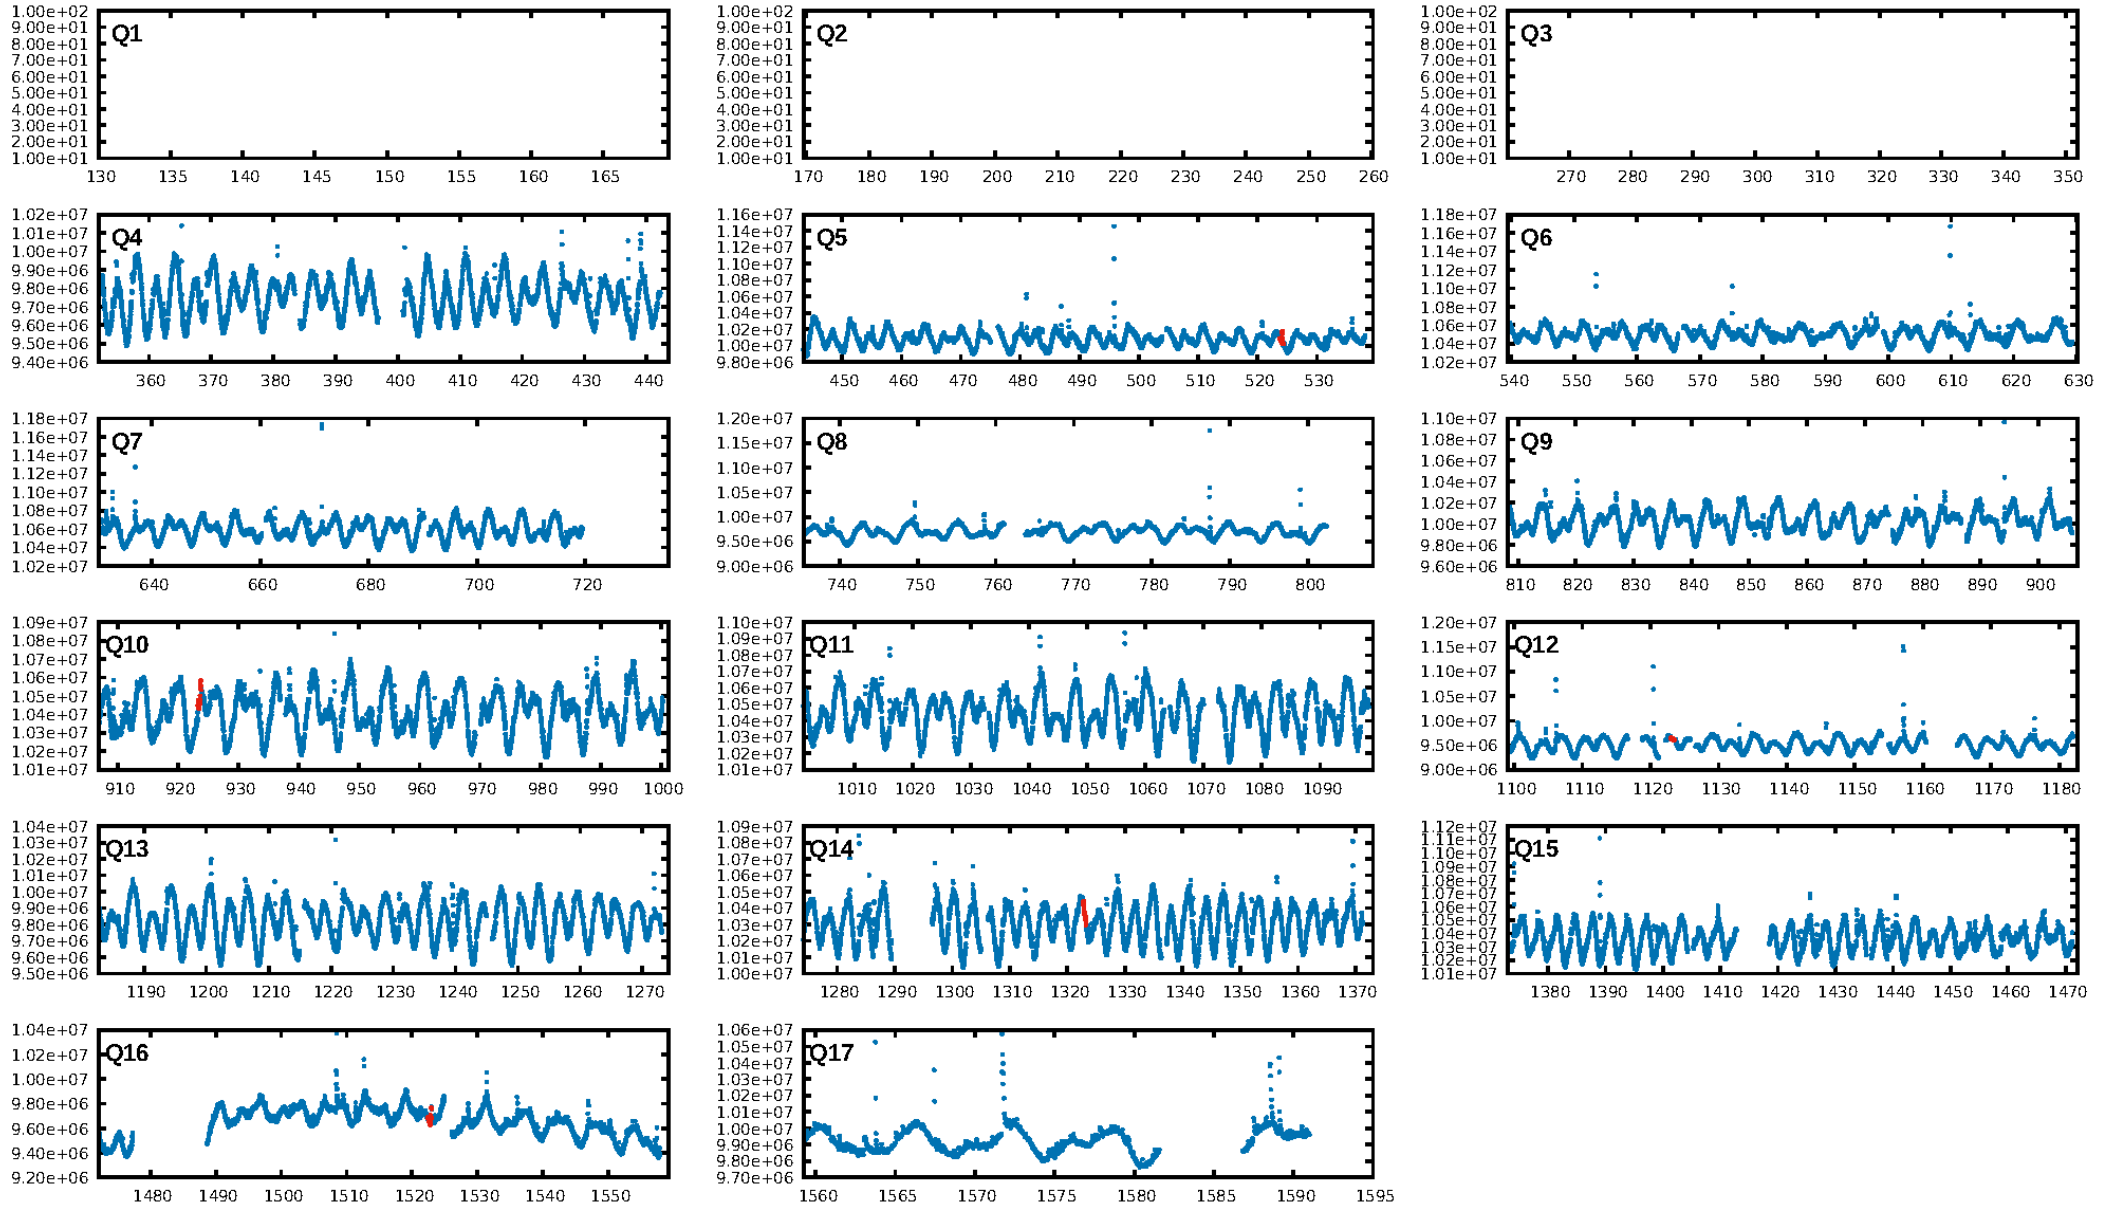 1.00e+02
9.00e+01
8.00e+01
7.00e+01
6.00e+01
5.00e+01
4.00e+01
3.00e+01
2.00e+01
1.00e+01
Q1
130 135 140 145 150 155 160 165
1.00e+02
9.00e+01
8.00e+01
7.00e+01
6.00e+01
5.00e+01
4.00e+01
3.00e+01
2.00e+01
1.00e+01
Q2
170 180 190 200 210 220 230 240 250 260
1.00e+02
9.00e+01
8.00e+01
7.00e+01
6.00e+01
5.00e+01
4.00e+01
3.00e+01
2.00e+01
1.00e+01
Q3
270 280 290 300 310 320 330 340 350
1.02e+07
1.01e+07
1.00e+07
9.90e+06
9.80e+06
9.70e+06
9.60e+06
9.50e+06
9.40e+06
Q4
360 370 380 390 400 410 420 430 440
1.16e+07
1.14e+07
1.12e+07
1.10e+07
1.08e+07
1.06e+07
1.04e+07
1.02e+07
1.00e+07
9.80e+06
Q5
450 460 470 480 490 500 510 520 530
1.18e+07
1.16e+07
1.14e+07
1.12e+07
1.10e+07
1.08e+07
1.06e+07
1.04e+07
1.02e+07
Q6
540 550 560 570 580 590 600 610 620 630
1.18e+07
1.16e+07
1.14e+07
1.12e+07
1.10e+07
1.08e+07
1.06e+07
1.04e+07
1.02e+07
Q7
640 660 680 700 720
1.20e+07
1.15e+07
1.10e+07
1.05e+07
1.00e+07
9.50e+06
9.00e+06
Q8
740 750 760 770 780 790 800
1.10e+07
1.08e+07
1.06e+07
1.04e+07
1.02e+07
1.00e+07
9.80e+06
9.60e+06
Q9
810 820 830 840 850 860 870 880 890 900
1.09e+07
1.08e+07
1.07e+07
1.06e+07
1.05e+07
1.04e+07
1.03e+07
1.02e+07
1.01e+07
Q10
910 920 930 940 950 960 970 980 990 1000
1.10e+07
1.09e+07
1.08e+07
1.07e+07
1.06e+07
1.05e+07
1.04e+07
1.03e+07
1.02e+07
1.01e+07
Q11
1010 1020 1030 1040 1050 1060 1070 1080 1090
1.20e+07
1.15e+07
1.10e+07
1.05e+07
1.00e+07
9.50e+06
9.00e+06
Q12
1100 1110 1120 1130 1140 1150 1160 1170 1180
1.04e+07
1.03e+07
1.02e+07
1.01e+07
1.00e+07
9.90e+06
9.80e+06
9.70e+06
9.60e+06
9.50e+06
Q13
1190 1200 1210 1220 1230 1240 1250 1260 1270
1.09e+07
1.08e+07
1.07e+07
1.06e+07
1.05e+07
1.04e+07
1.03e+07
1.02e+07
1.01e+07
1.00e+07
Q14
1280 1290 1300 1310 1320 1330 1340 1350 1360 1370
1.12e+07
1.11e+07
1.10e+07
1.09e+07
1.08e+07
1.07e+07
1.06e+07
1.05e+07
1.04e+07
1.03e+07
1.02e+07
1.01e+07
Q15
1380 1390 1400 1410 1420 1430 1440 1450 1460 1470
1.04e+07
1.02e+07
1.00e+07
9.80e+06
9.60e+06
9.40e+06
9.20e+06
Q16
1480 1490 1500 1510 1520 1530 1540 1550
1.06e+07
1.05e+07
1.04e+07
1.03e+07
1.02e+07
1.01e+07
1.00e+07
9.90e+06
9.80e+06
9.70e+06
Q17
1560 1565 1570 1575 1580 1585 1590 1595